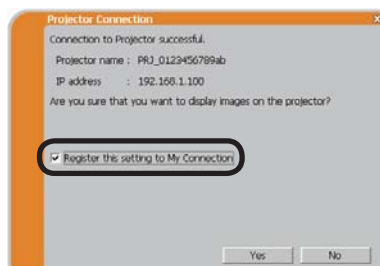 Projector Connection x
Connection to Projector successful.
Projector name : PRJ_0123456789ab
IP address : 192.168.1.100
Are you sure that you want to display images on the projector?
Register this setting to My Connection
Yes No